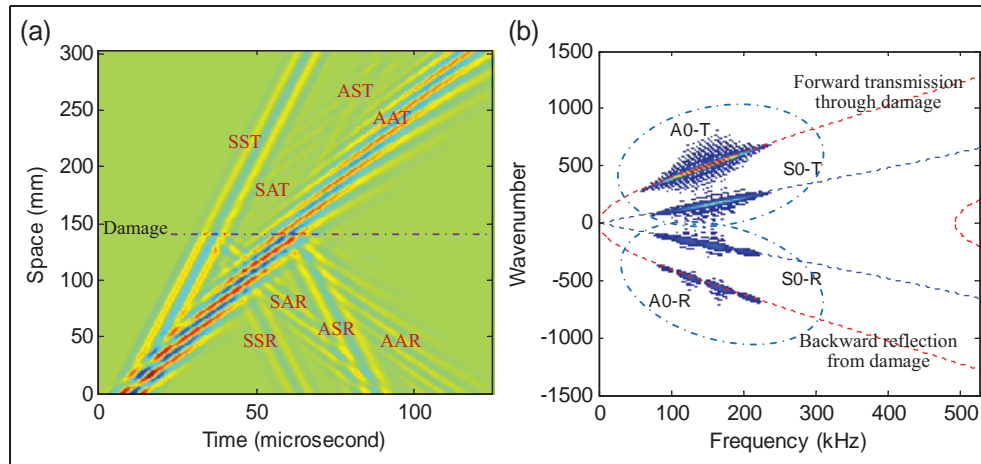 (a)
300
250
200
150
100
50
0
Space (mm)
AST
AAT
SST
SAT
Damage
SAR
ASR
SSR
AAR
0
50
100
Time (microsecond)
(b)
1500
1000
500
0
-500
-1000
-1500
Wavenumber
Forward transmission
through damage
A0-T
S0-T
S0-R
A0-R
Backward reflection
from damage
0
100
200
300
400
500
Frequency (kHz)